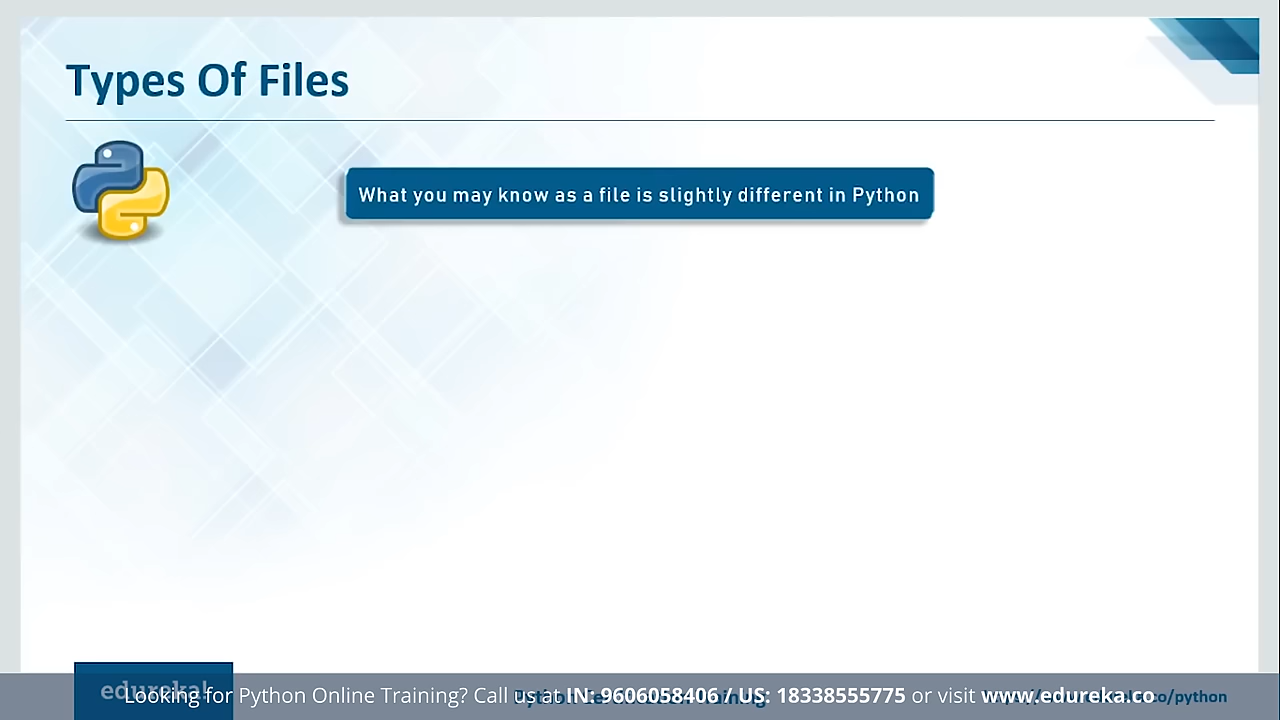 Types Of Files
What you may know as a file is slightly different in Python
edureka!
Looking for Python Online Training? Call us at IN: 9606058406 / US: 18338555775 or visit www.edureka.co